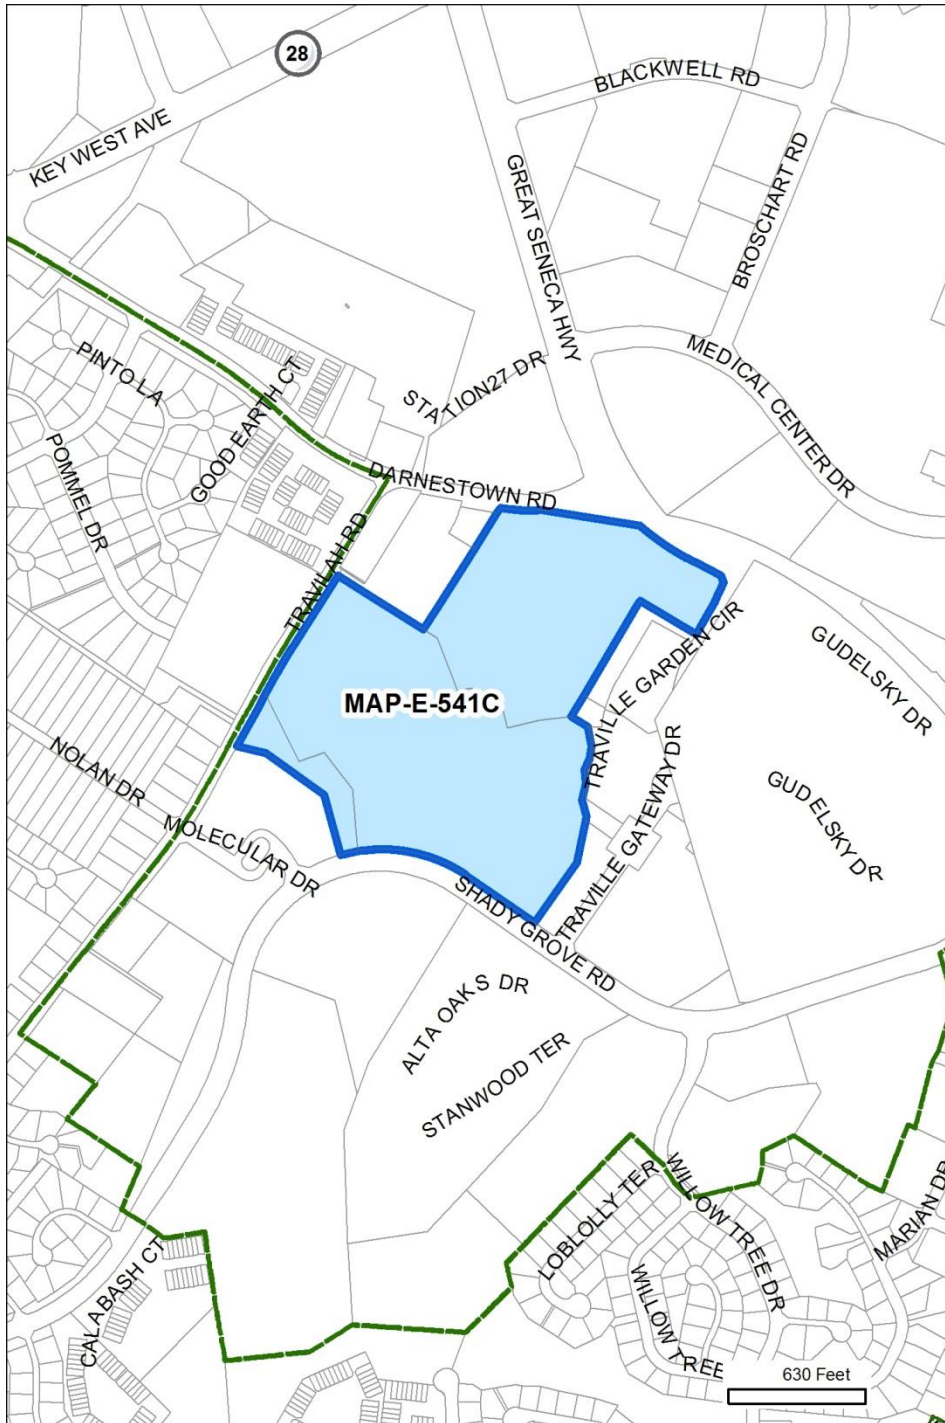 28
BLACKWELL RD
KEY WEST AVE
GREAT SENECA HWY
BROSCHART RD
PINTO LA
STATION27 DR
MEDICAL CENTER DR
GOOD EARTH CT
POMMEL DR
DARNESTOWN RD
TRAVILAH RD
TRAVILLE GARDEN CIR
GUDELSKY DR
MAP-E-541C
NOLAN DR
TRAVILLE GATEWAY DR
GUDELSKY DR
MOLECULAR DR
SHADY GROVE RD
ALTA OAKS DR
STANWOOD TER
LOBLOLLY TER
WILLOW TREE DR
MARIAN DR
CALABASH CT
WILLOW TREE
630 Feet